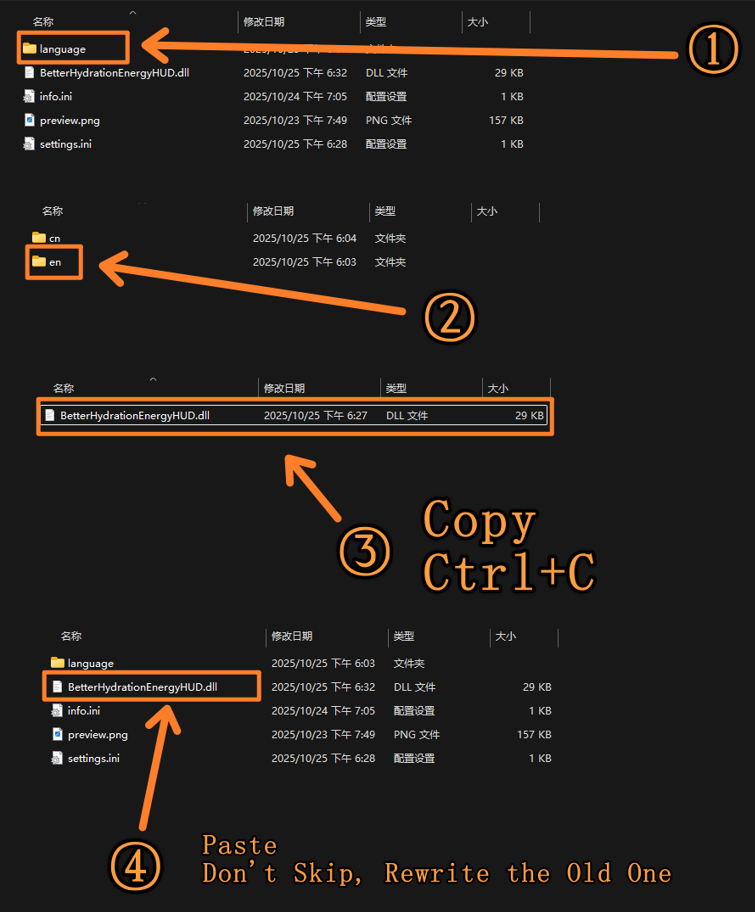 名称 修改日期 类型 大小
language
BetterHydrationEnergyHUD.dll 2025/10/25 下午 6:32 DLL 文件 29 KB
info.ini 2025/10/24 下午 7:05 配置设置 1 KB
preview.png 2025/10/23 下午 7:49 PNG 文件 157 KB
settings.ini 2025/10/25 下午 6:28 配置设置 1 KB
①
名称 修改日期 类型 大小
cn 2025/10/25 下午 6:04 文件夹
en 2025/10/25 下午 6:03 文件夹
②
名称 修改日期 类型 大小
BetterHydrationEnergyHUD.dll 2025/10/25 下午 6:27 DLL 文件 29 KB
③
Copy
Ctrl+C
名称 修改日期 类型 大小
language 2025/10/25 下午 6:03 文件夹
BetterHydrationEnergyHUD.dll 2025/10/25 下午 6:32 DLL 文件 29 KB
info.ini 2025/10/24 下午 7:05 配置设置 1 KB
preview.png 2025/10/23 下午 7:49 PNG 文件 157 KB
settings.ini 2025/10/25 下午 6:28 配置设置 1 KB
④
Paste
Don't Skip, Rewrite the Old One